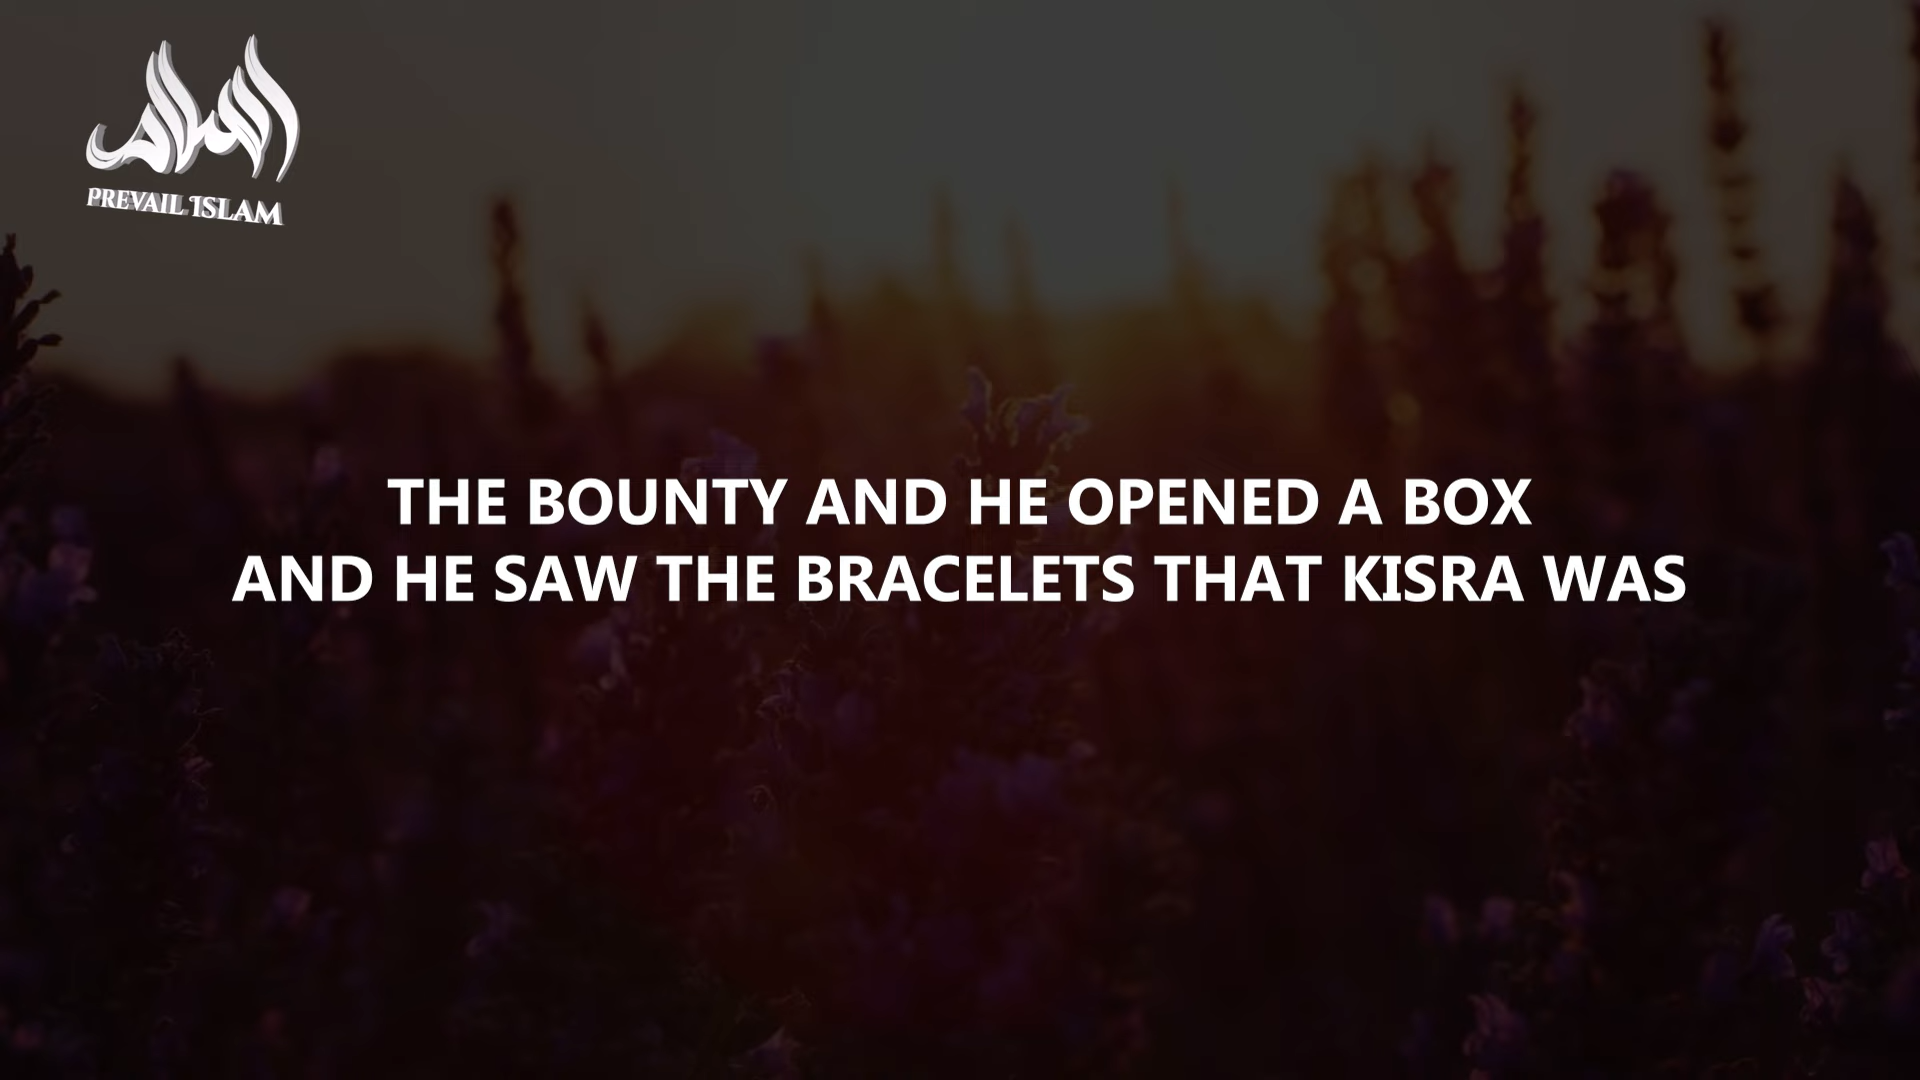 PREVAIL ISLAM
THE BOUNTY AND HE OPENED A BOX
AND HE SAW THE BRACELETS THAT KISRA WAS